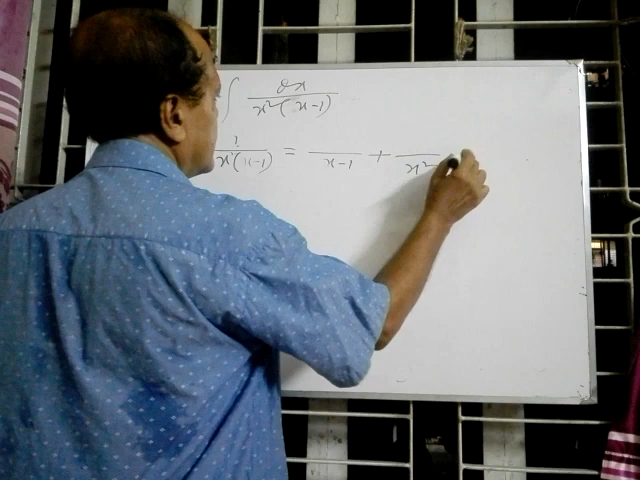 ∫ dx / x²(x-1)
1 / x²(x-1) = / x-1 + / x²